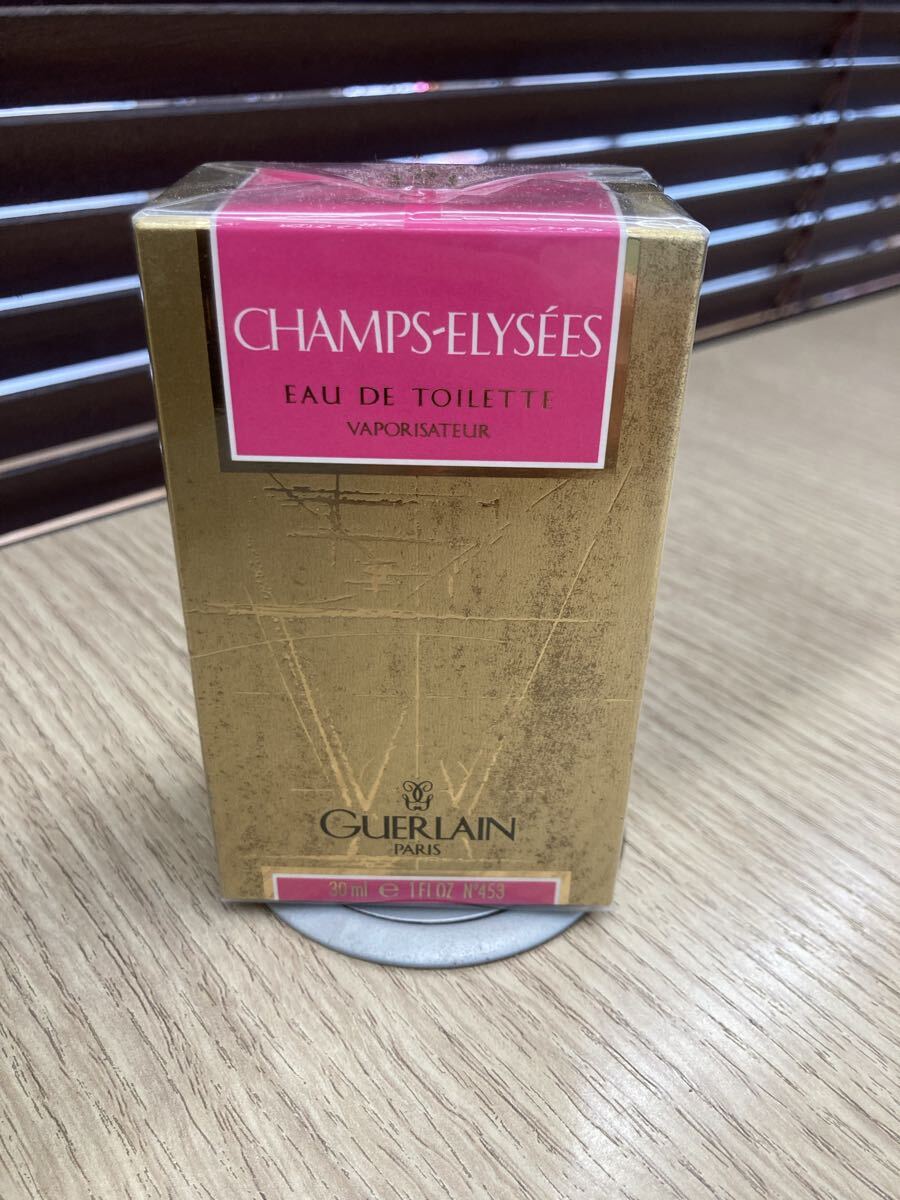 CHAMPS-ELYSÉES
EAU DE TOILETTE
VAPORISATEUR
GUERLAIN
PARIS
30 ml e 1 FL OZ N°453